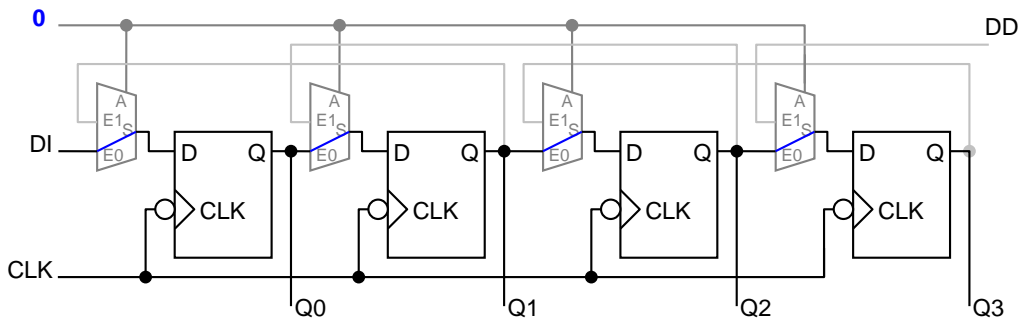 0
DD
A A A A
E1 E1 E1 E1
S S S S
DI
E0 E0 E0 E0
D Q D Q D Q D Q
CLK CLK CLK CLK
CLK
Q0 Q1 Q2 Q3